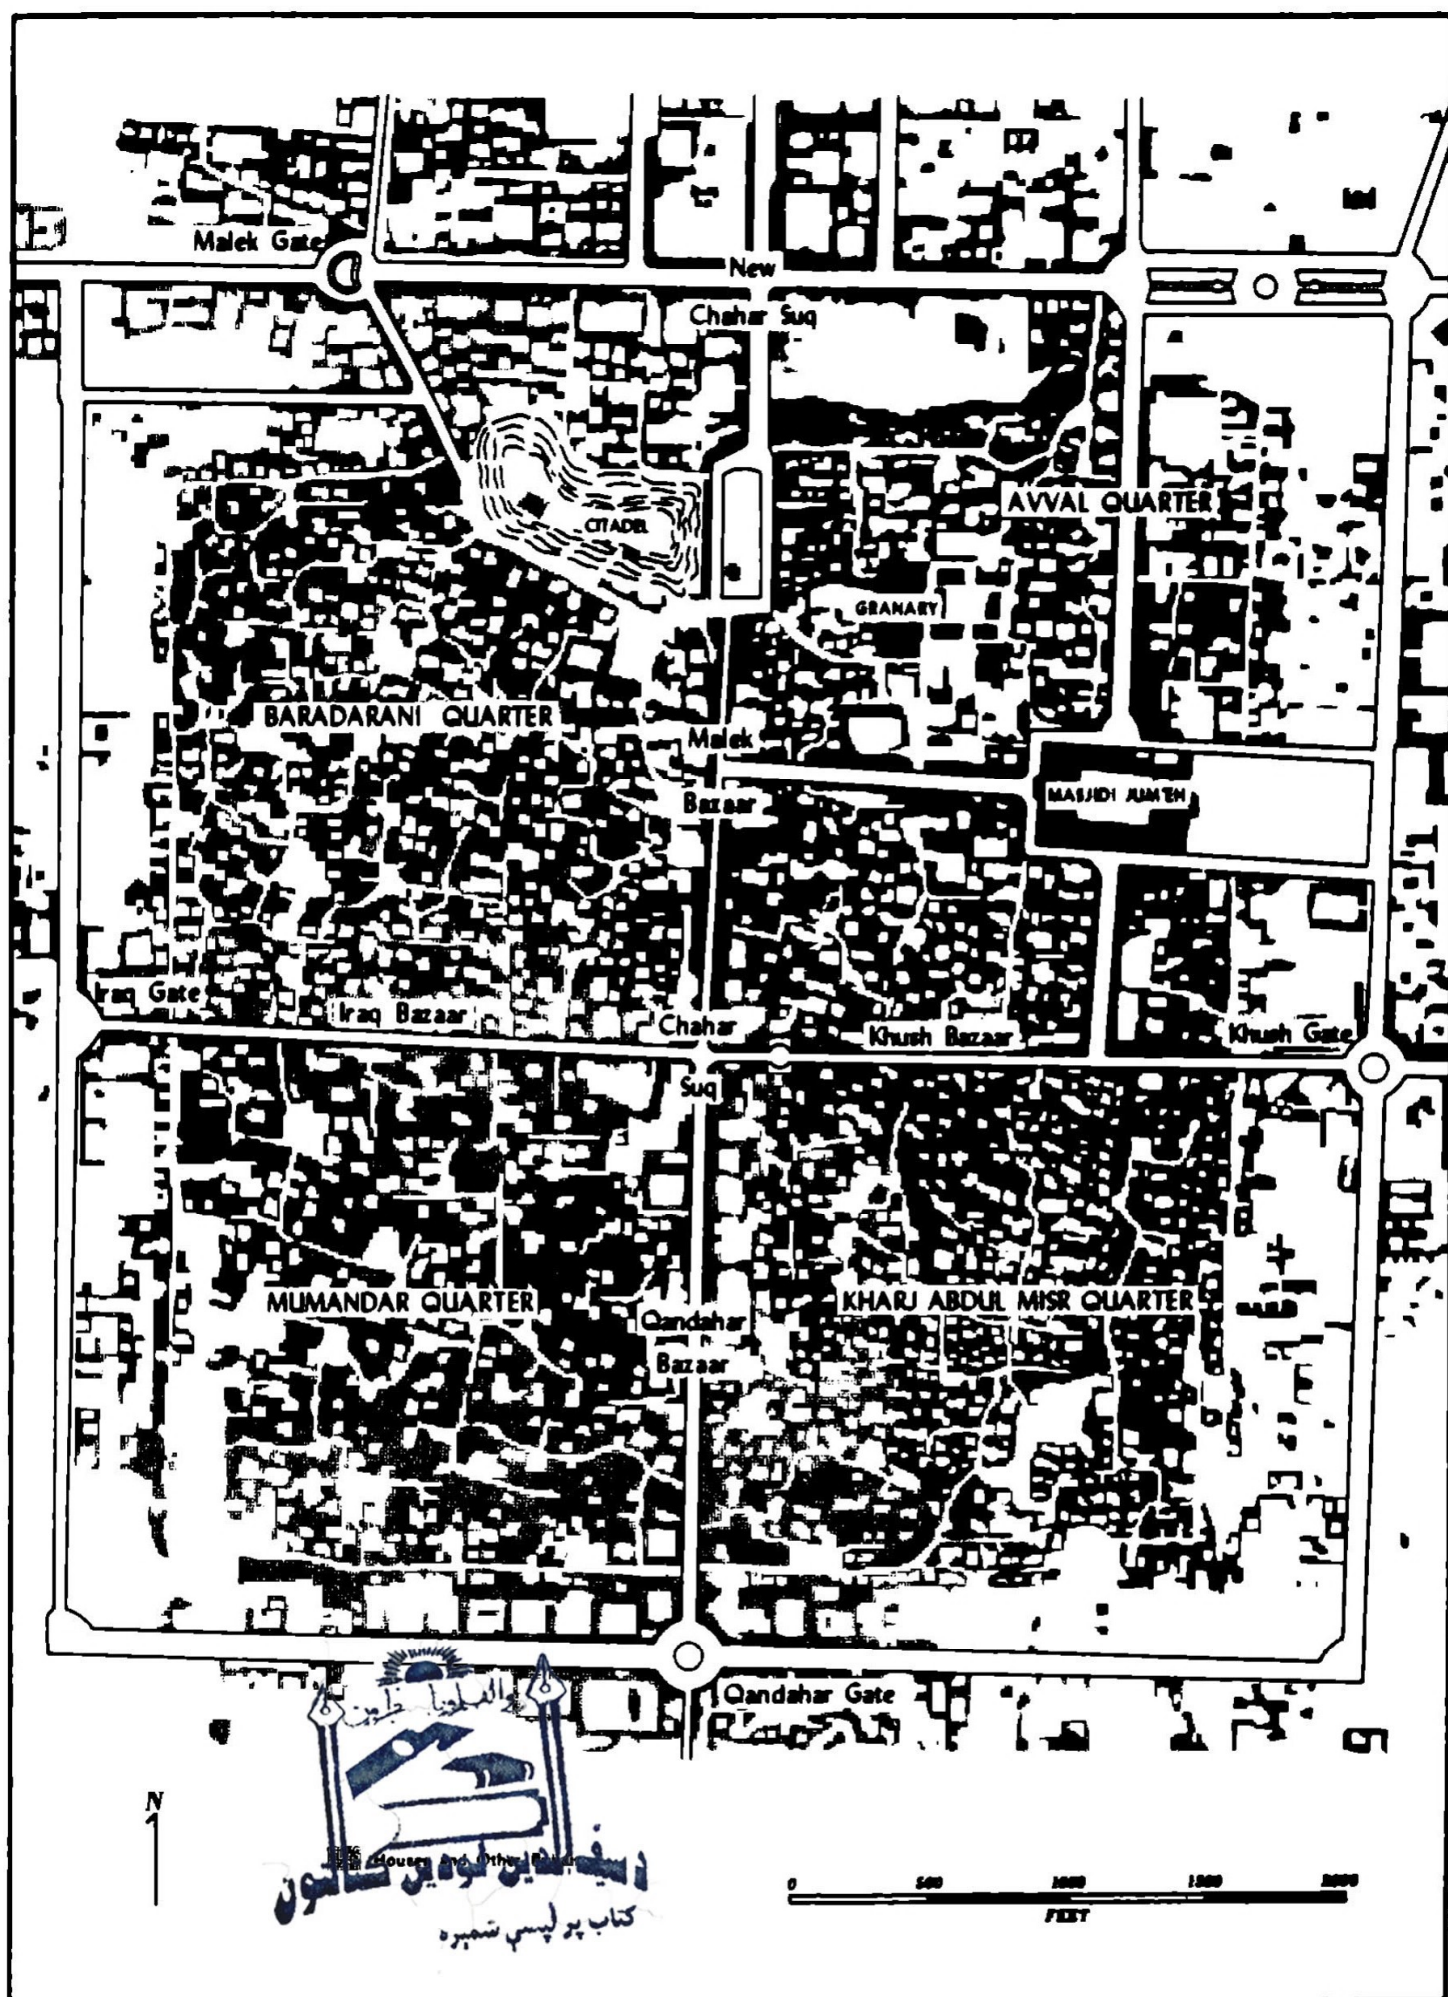 Malek Gate
New
Chahar Suq
AVVAL QUARTER
CITADEL
GRANARY
BARADARANI QUARTER
Malek
Bazaar
MASJIDI JUM'EH
Iraq Gate
Iraq Bazaar
Chahar
Suq
Khush Bazaar
Khush Gate
MUMANDAR QUARTER
KHARJ ABDUL MISR QUARTER
Qandahar
Bazaar
Qandahar Gate
N
Houses and Other
کتاب پر لپسې شمېره
0 500 1000 1500 2000
FEET